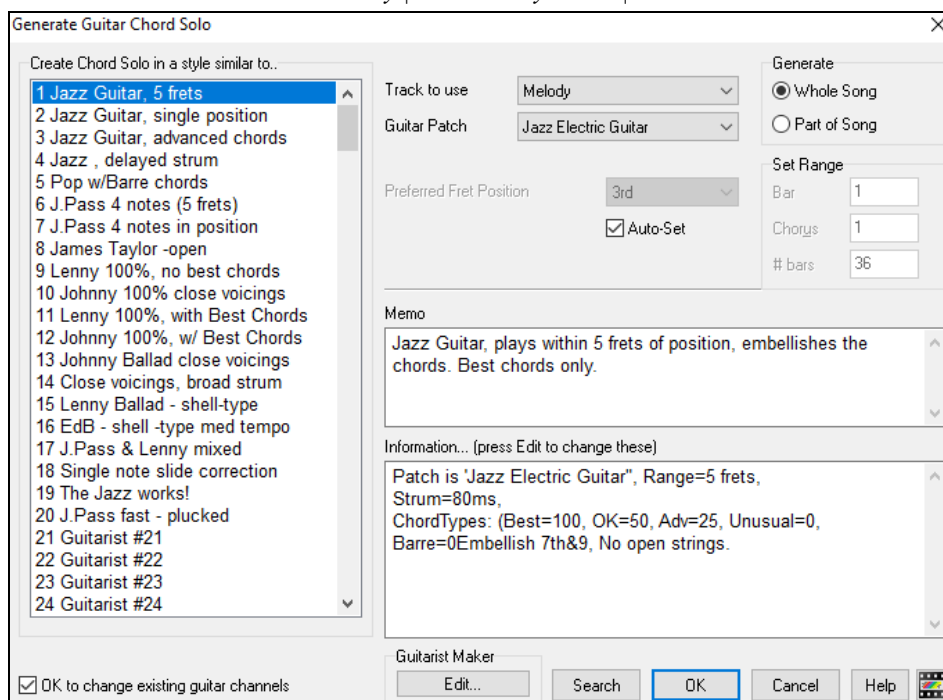 Generate Guitar Chord Solo
Create Chord Solo in a style similar to..
1 Jazz Guitar, 5 frets
2 Jazz Guitar, single position
3 Jazz Guitar, advanced chords
4 Jazz , delayed strum
5 Pop w/Barre chords
6 J.Pass 4 notes (5 frets)
7 J.Pass 4 notes in position
8 James Taylor -open
9 Lenny 100%, no best chords
10 Johnny 100% close voicings
11 Lenny 100%, with Best Chords
12 Johnny 100%, w/ Best Chords
13 Johnny Ballad close voicings
14 Close voicings, broad strum
15 Lenny Ballad - shell-type
16 EdB - shell -type med tempo
17 J.Pass & Lenny mixed
18 Single note slide correction
19 The Jazz works!
20 J.Pass fast - plucked
21 Guitarist #21
22 Guitarist #22
23 Guitarist #23
24 Guitarist #24
OK to change existing guitar channels
Track to use Melody
Guitar Patch Jazz Electric Guitar
Preferred Fret Position 3rd
Auto-Set
Generate
Whole Song
Part of Song
Set Range
Bar 1
Chorus 1
# bars 36
Memo
Jazz Guitar, plays within 5 frets of position, embellishes the
chords. Best chords only.
Information... (press Edit to change these)
Patch is 'Jazz Electric Guitar", Range=5 frets,
Strum=80ms,
ChordTypes: (Best=100, OK=50, Adv=25, Unusual=0,
Barre=0Embellish 7th&9, No open strings.
Guitarist Maker
Edit... Search OK Cancel Help